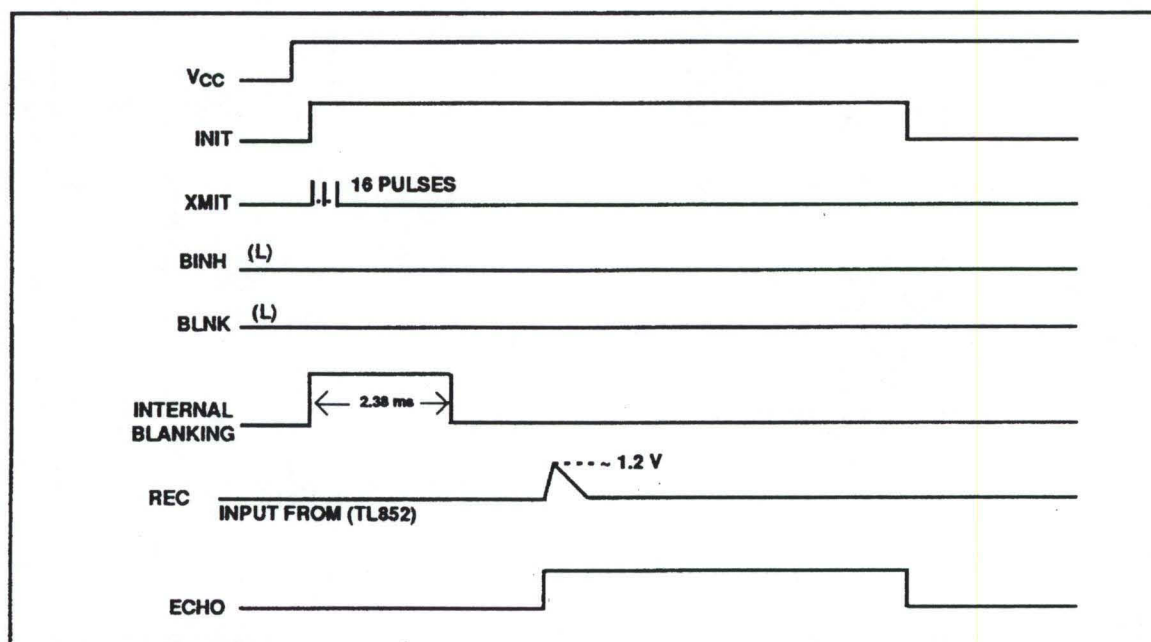 VCC
INIT
XMIT 16 PULSES
BINH (L)
BLNK (L)
INTERNAL
BLANKING
2.38 ms
REC
~ 1.2 V
INPUT FROM (TL852)
ECHO